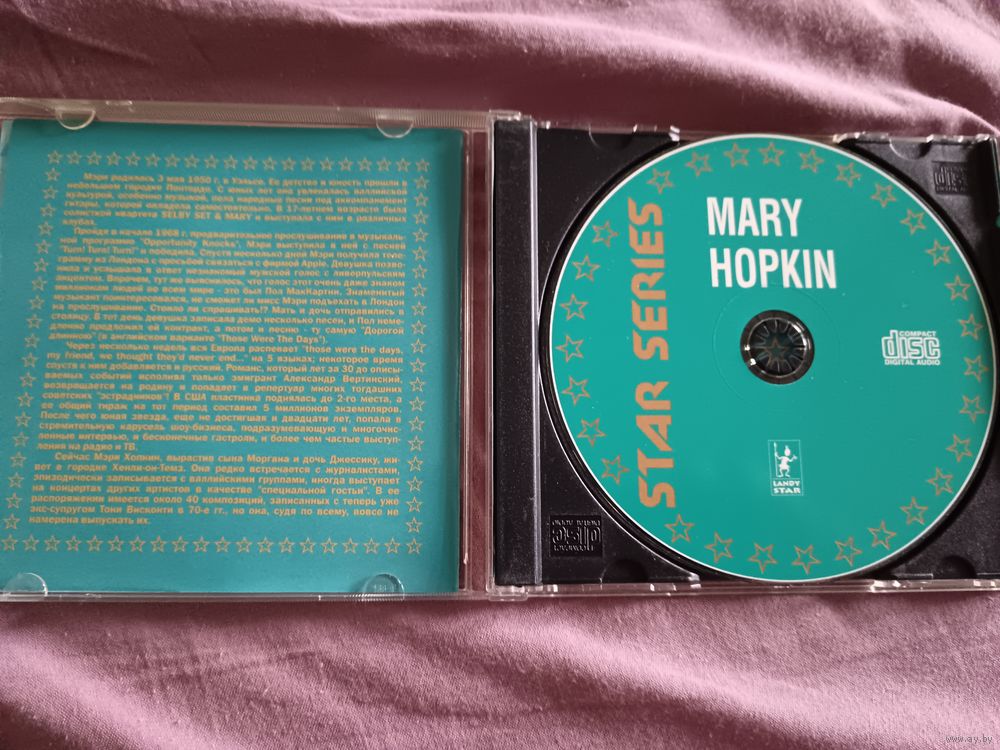 Мэри родилась 3 мая 1950 г. в Уэльсе. Ее детство и юность прошли в
небольшом городке Понтардо. С юных лет она увлекалась валлийской
культурой, особенно музыкой, пела народные песни под аккомпанемент
гитары, которой овладела самостоятельно. В 17-летнем возрасте была
солисткой квартета SELBY SET & MARY и выступала с ним в различных
клубах.
Пройдя в начале 1968 г. предварительное прослушивание в музыкаль-
ной программе "Opportunity Knocks", Мэри выступила в ней с песней
"Turn! Turn! Turn!" и победила. Спустя несколько дней Мэри получила теле-
грамму из Лондона с просьбой связаться с фирмой Apple. Девушка позво-
нила и услышала в ответ незнакомый мужской голос с ливерпульским
акцентом. Впрочем, тут же выяснилось, что голос этот очень даже знаком
миллионам людей во всем мире - это был Пол МакКартни. Знаменитый
музыкант поинтересовался, не сможет ли мисс Мэри подъехать в Лондон
на прослушивание. Стоило ли спрашивать!? Мать и дочь отправились в
столицу. В тот день девушка записала демо несколько песен, и Пол неме-
дленно предложил ей контракт, а потом и песню - ту самую "Дорогой
длинною" (в английском варианте "Those Were The Days").
Через несколько недель вся Европа распевает "those were the days,
my friend, we thought they'd never end..." на 5 языках; некоторое время
спустя к ним добавляется и русский. Романс, который лет за 30 до описы-
ваемых событий исполнял только эмигрант Александр Вертинский,
возвращается на родину и попадает в репертуар многих тогдашних
советских "эстрадников"! В США пластинка поднялась до 2-го места, а
ее общий тираж на тот период составил 5 миллионов экземпляров.
После чего юная звезда, еще не достигшая и двадцати лет, попала в
стремительную карусель шоу-бизнеса, подразумевающую и многочис-
ленные интервью, и бесконечные гастроли, и более чем частые выступ-
ления на радио и ТВ.
Сейчас Мэри Хопкин, вырастив сына Моргана и дочь Джессику, жи-
вет в городке Хенли-он-Темз. Она редко встречается с журналистами,
эпизодически записывается с валлийскими группами, иногда выступает
на концертах других артистов в качестве "специальной гостьи". В ее
распоряжении имеется около 40 композиций, записанных с теперь уже
экс-супругом Тони Висконти в 70-е гг., но она, судя по всему, вовсе не
намерена выпускать их.
STAR SERIES
MARY
HOPKIN
COMPACT
disc
DIGITAL AUDIO
LANDY
STAR
COMPACT
disc
DIGITAL AUDIO
www.ay.by